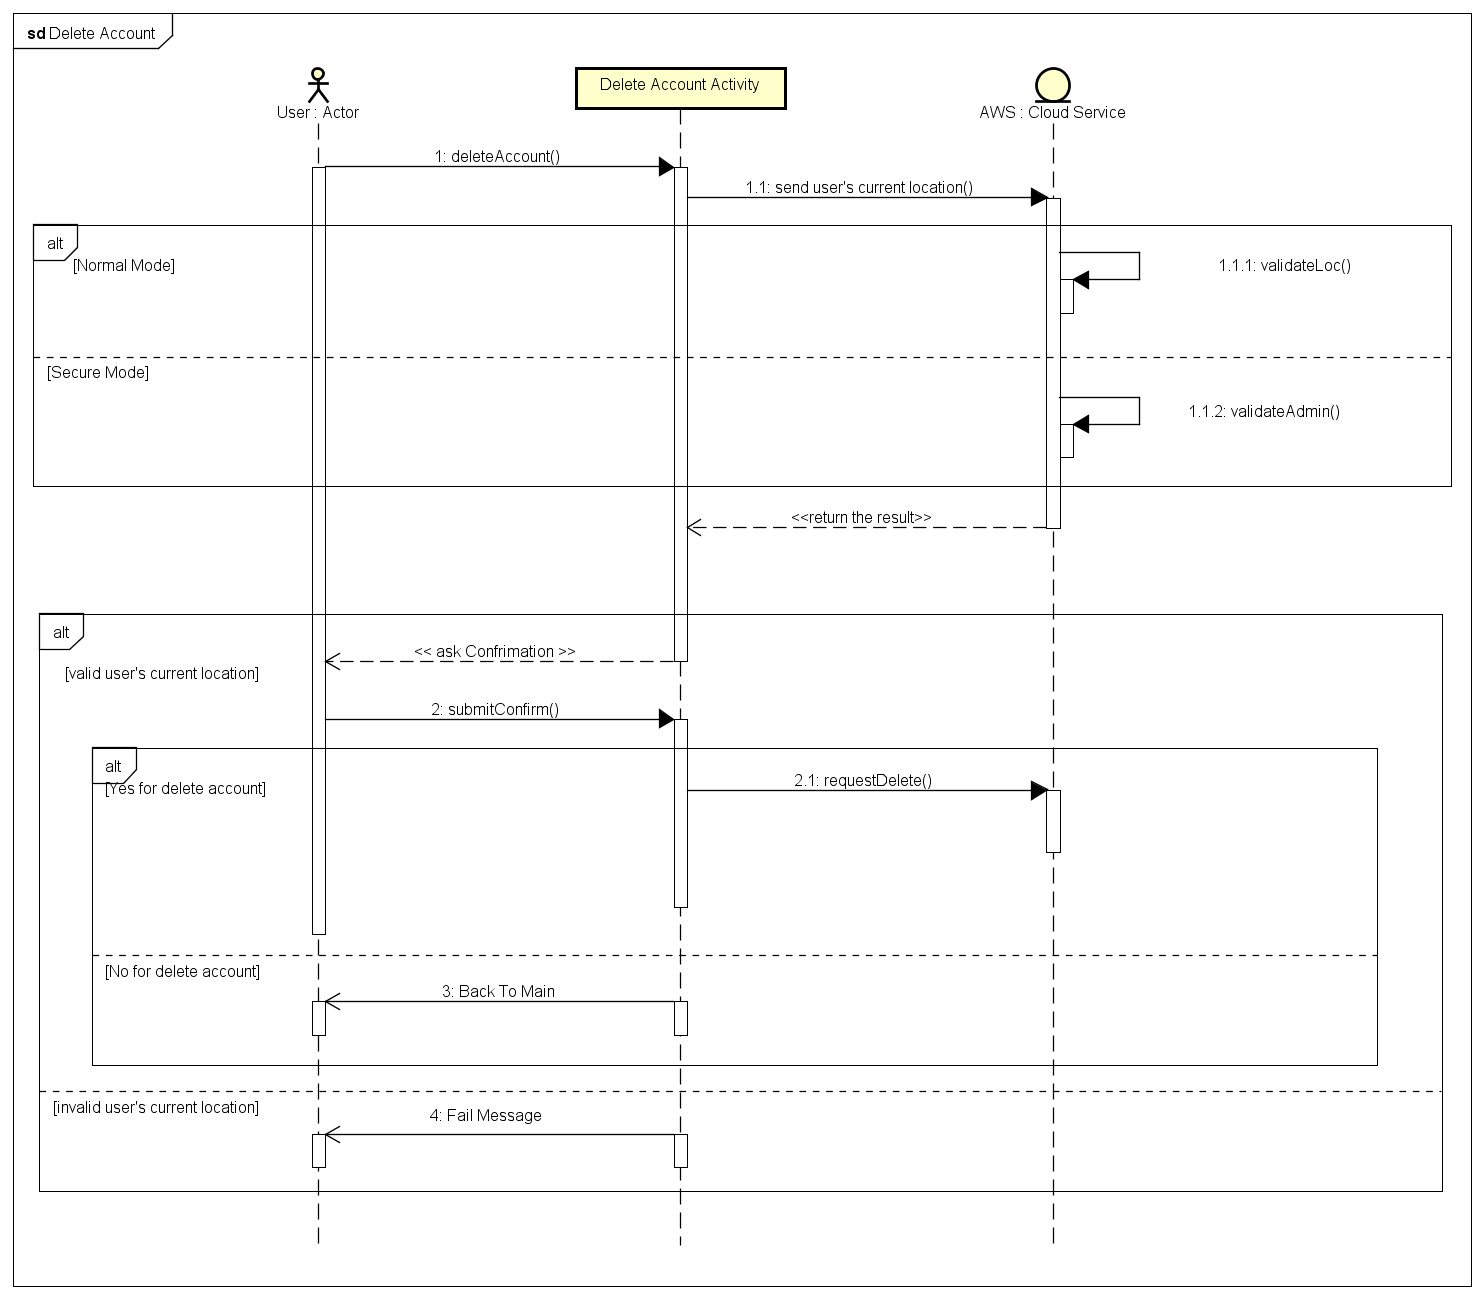 sd Delete Account
User : Actor
Delete Account Activity
AWS : Cloud Service
1: deleteAccount()
1.1: send user's current location()
alt
[Normal Mode]
1.1.1: validateLoc()
[Secure Mode]
1.1.2: validateAdmin()
<<return the result>>
alt
<< ask Confrimation >>
[valid user's current location]
2: submitConfirm()
alt
[Yes for delete account]
2.1: requestDelete()
[No for delete account]
3: Back To Main
[invalid user's current location]
4: Fail Message